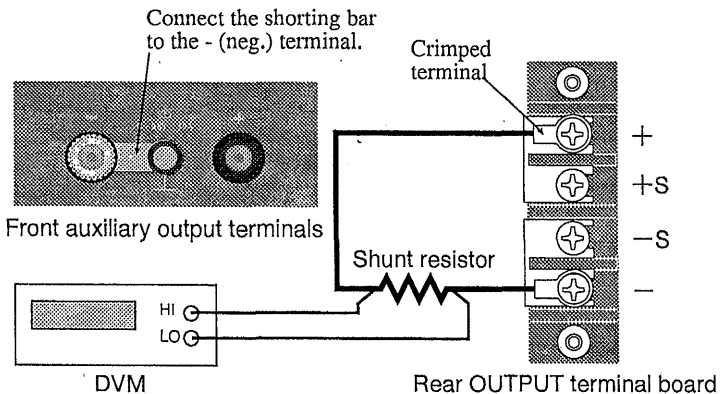 Connect the shorting bar
to the - (neg.) terminal.
Crimped
terminal
+
+S
-S
-
Front auxiliary output terminals
Shunt resistor
HI
LO
DVM
Rear OUTPUT terminal board